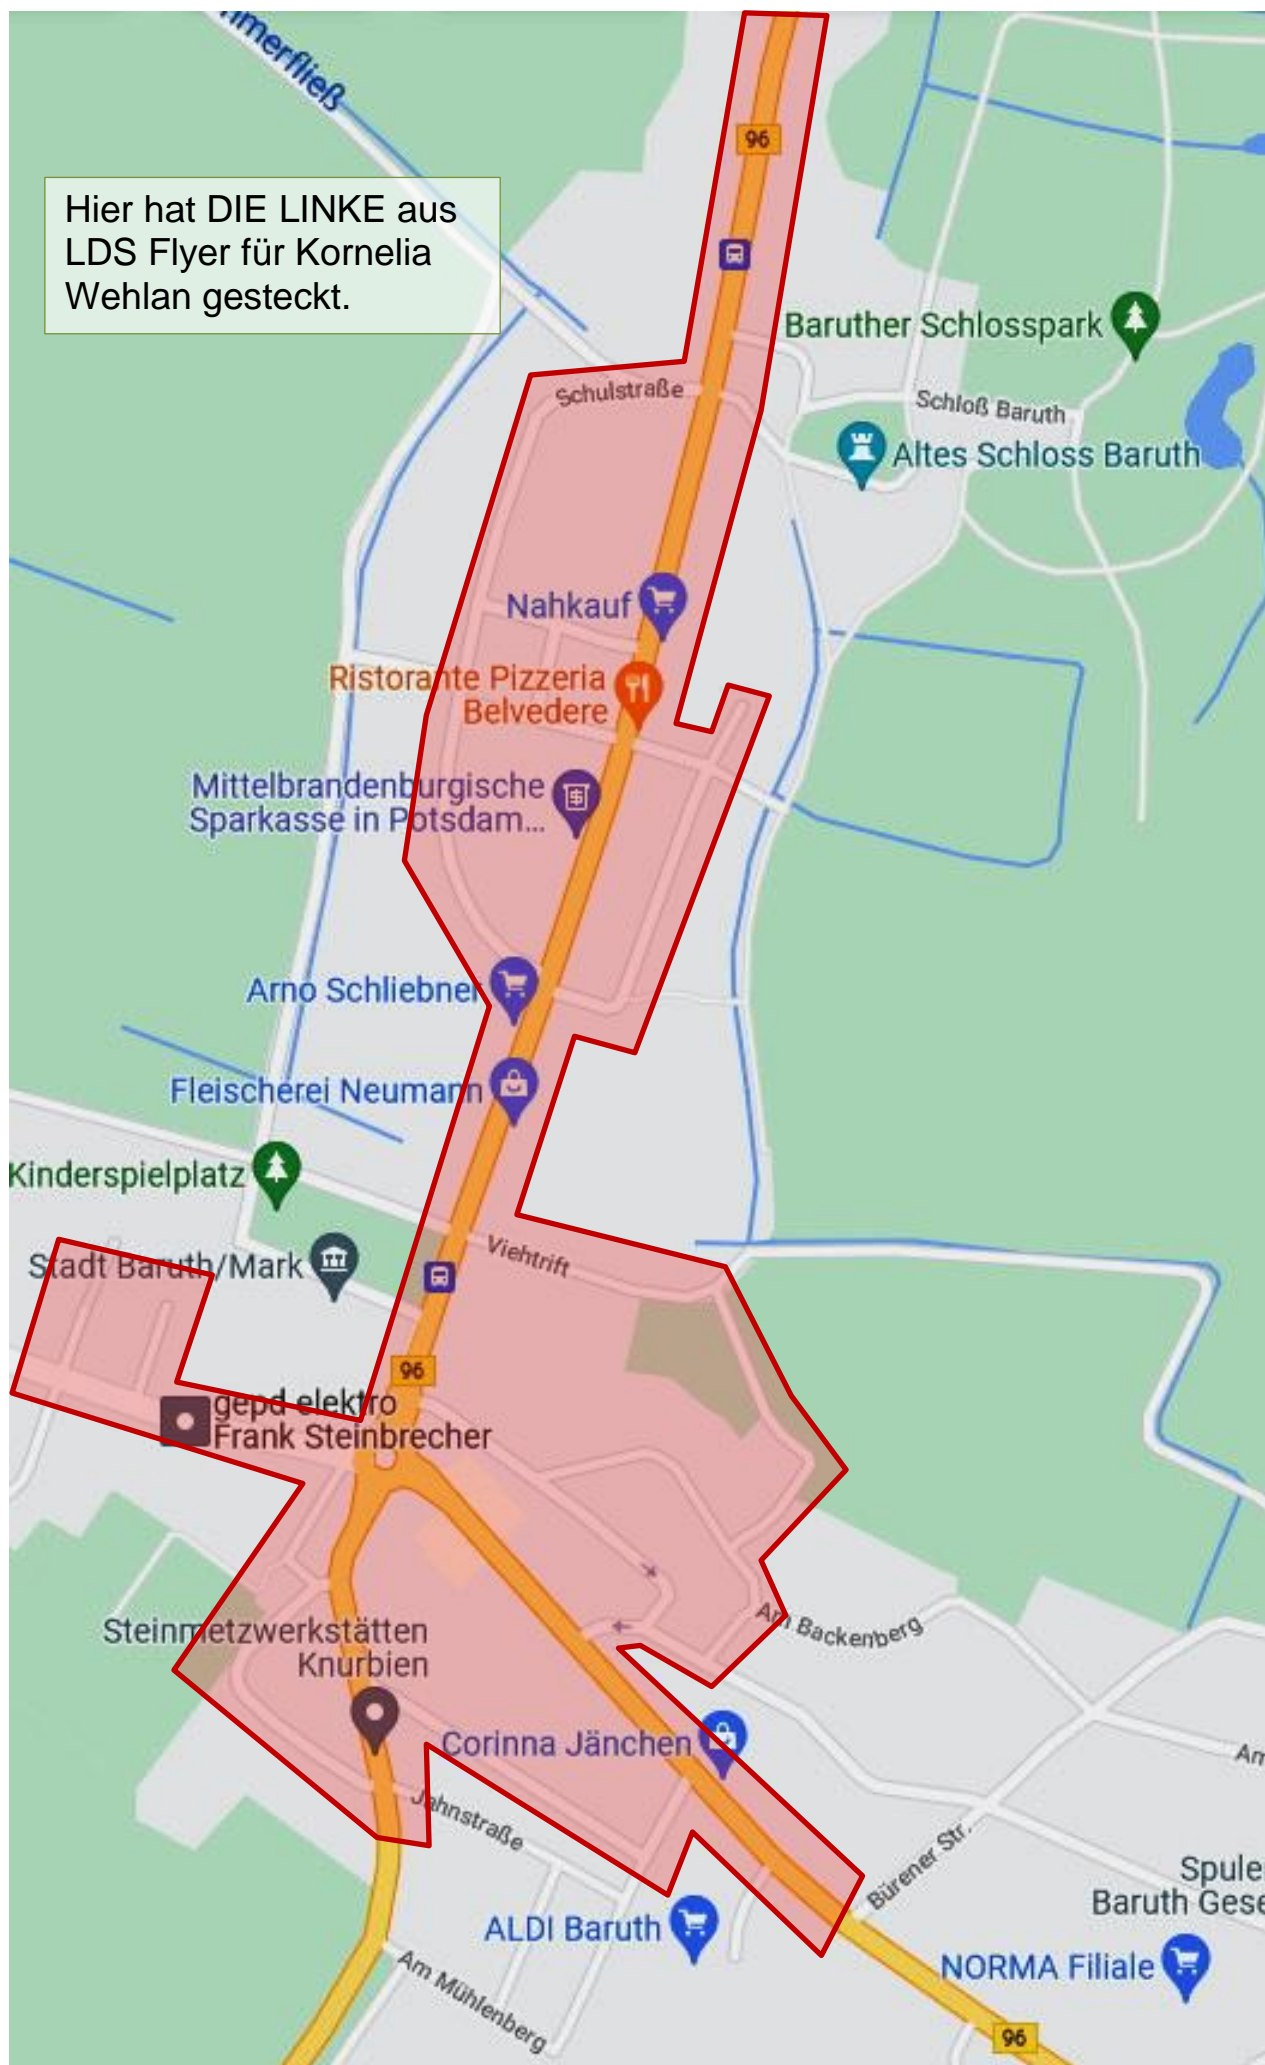 96
Hier hat DIE LINKE aus
LDS Flyer für Kornelia
Wehlan gesteckt.
Baruther Schlosspark
Schulstraße
Schloß Baruth
Altes Schloss Baruth
Nahkauf
Ristorante Pizzeria
Belvedere
Mittelbrandenburgische
Sparkasse in Potsdam...
Arno Schliebner
Fleischerei Neumann
Kinderspielplatz
Viehtrift
Stadt Baruth/Mark
96
gepd elektro
Frank Steinbrecher
Am Backenberg
Steinmetzwerkstätten
Knurbien
Corinna Jänchen
Am
Jahnstraße
Bürener Str.
Spule
Baruth Gese
ALDI Baruth
NORMA Filiale
Am Mühlenberg
96